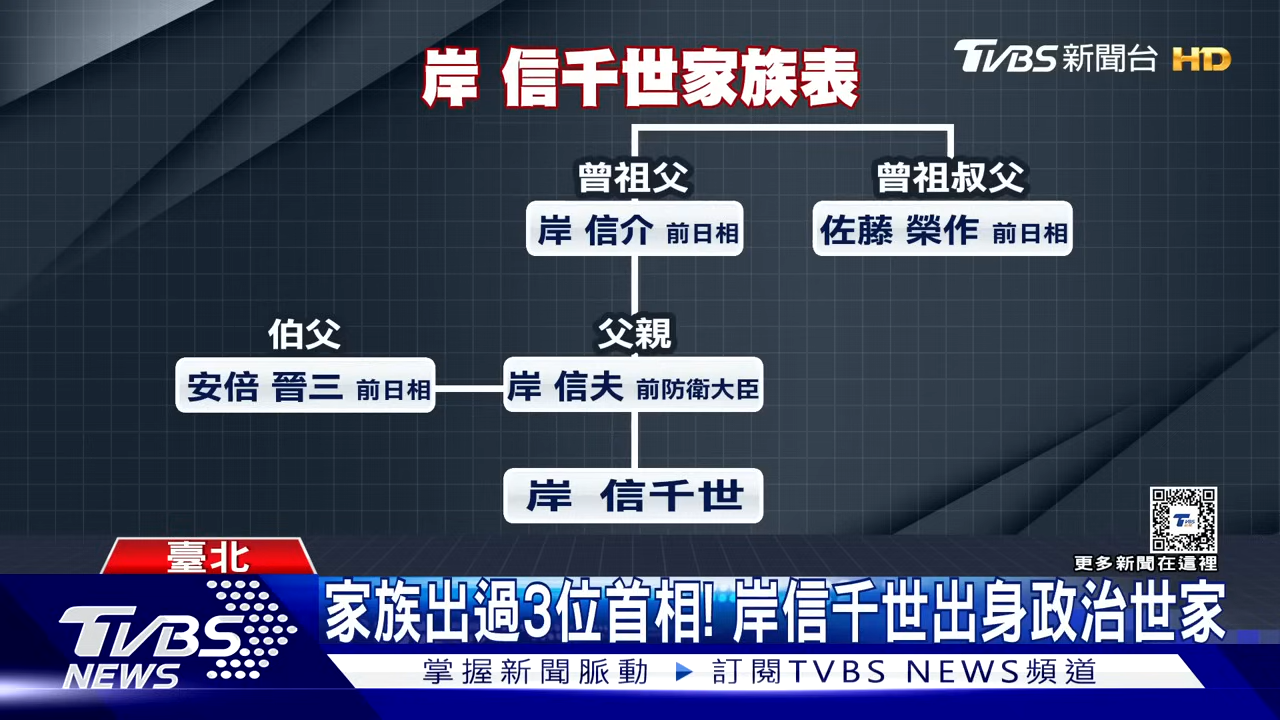 岸 信千世家族表
TVBS新聞台 HD
曾祖父
曾祖叔父
岸 信介 前日相
佐藤 榮作 前日相
伯父
父親
安倍 晉三 前日相
岸 信夫 前防衛大臣
岸 信千世
TVBS
更多新聞在這裡
臺北
家族出過3位首相! 岸信千世出身政治世家
TVBS
NEWS
掌握新聞脈動 ▶ 訂閱TVBS NEWS頻道